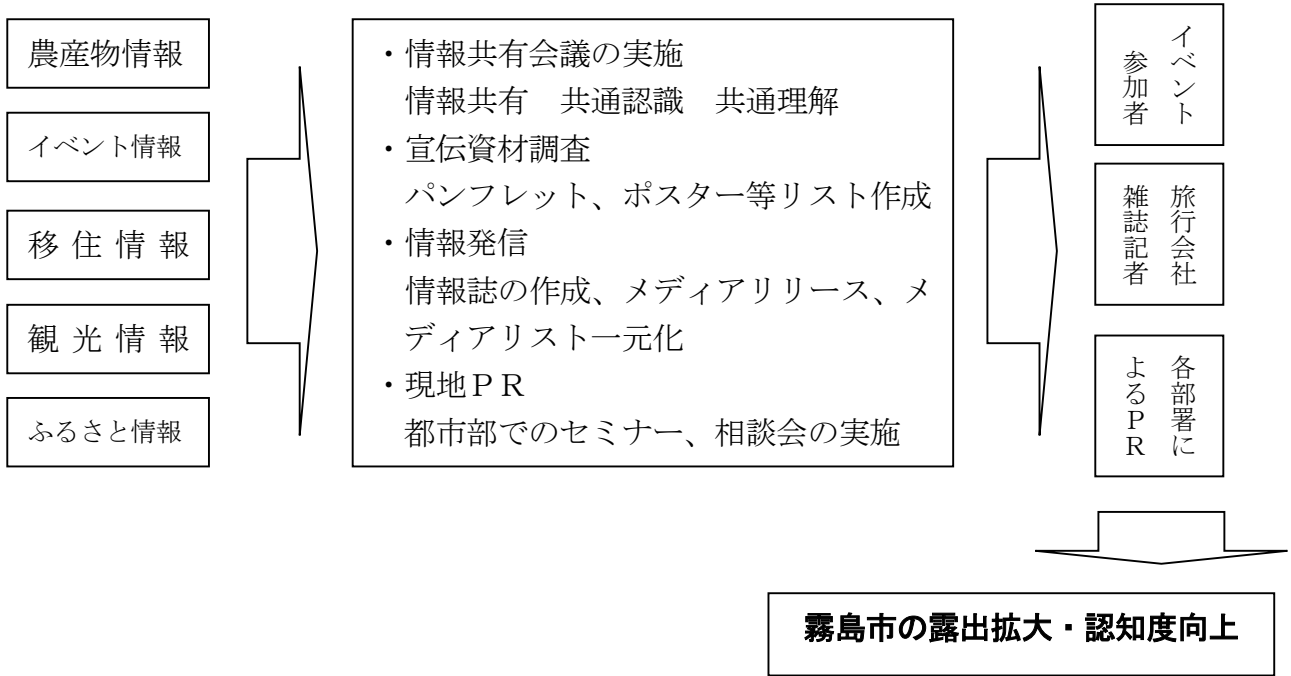 農産物情報
イベント情報
移住情報
観光情報
ふるさと情報
・情報共有会議の実施
情報共有　共通認識　共通理解
・宣伝資材調査
パンフレット、ポスター等リスト作成
・情報発信
情報誌の作成、メディアリリース、メ
ディアリスト一元化
・現地ＰＲ
都市部でのセミナー、相談会の実施
イベント
参加者
旅行会社
雑誌記者
各部署に
よるＰＲ
霧島市の露出拡大・認知度向上